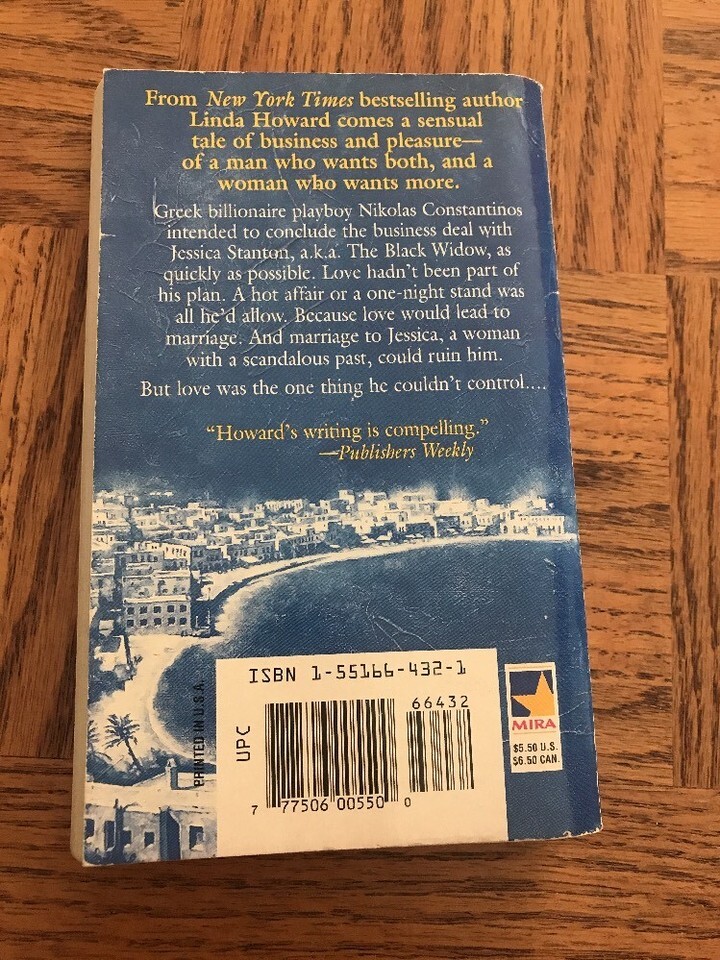 From New York Times bestselling author
Linda Howard comes a sensual
tale of business and pleasure—
of a man who wants both, and a
woman who wants more.
Greek billionaire playboy Nikolas Constantinos
intended to conclude the business deal with
Jessica Stanton, a.k.a. The Black Widow, as
quickly as possible. Love hadn't been part of
his plan. A hot affair or a one-night stand was
all he'd allow. Because love would lead to
marriage. And marriage to Jessica, a woman
with a scandalous past, could ruin him.
But love was the one thing he couldn't control....
"Howard's writing is compelling."
—Publishers Weekly
PRINTED IN U.S.A.
ISBN 1-55166-432-1
UPC
66432
7 77506 00550 0
MIRA
$5.50 U.S.
$6.50 CAN.